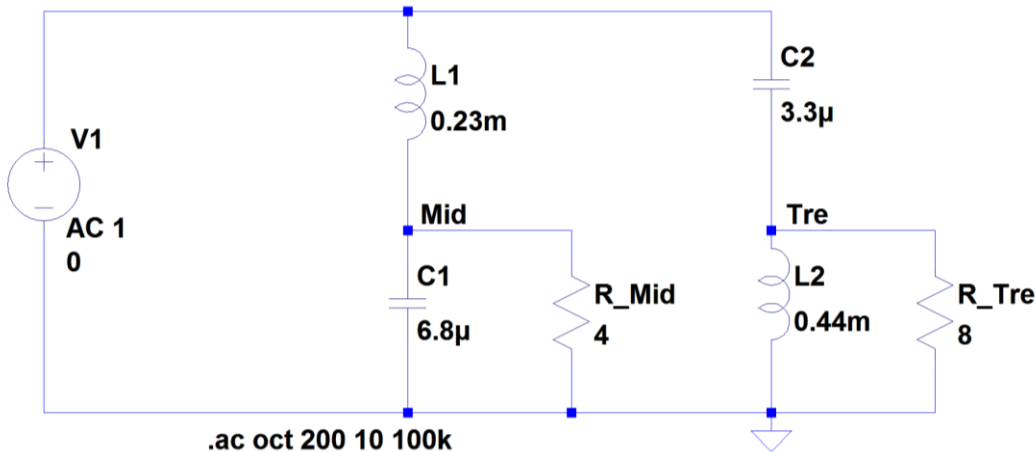 V1
AC 1
0
L1
0.23m
C2
3.3µ
Mid
Tre
C1
6.8µ
R_Mid
4
L2
0.44m
R_Tre
8
.ac oct 200 10 100k